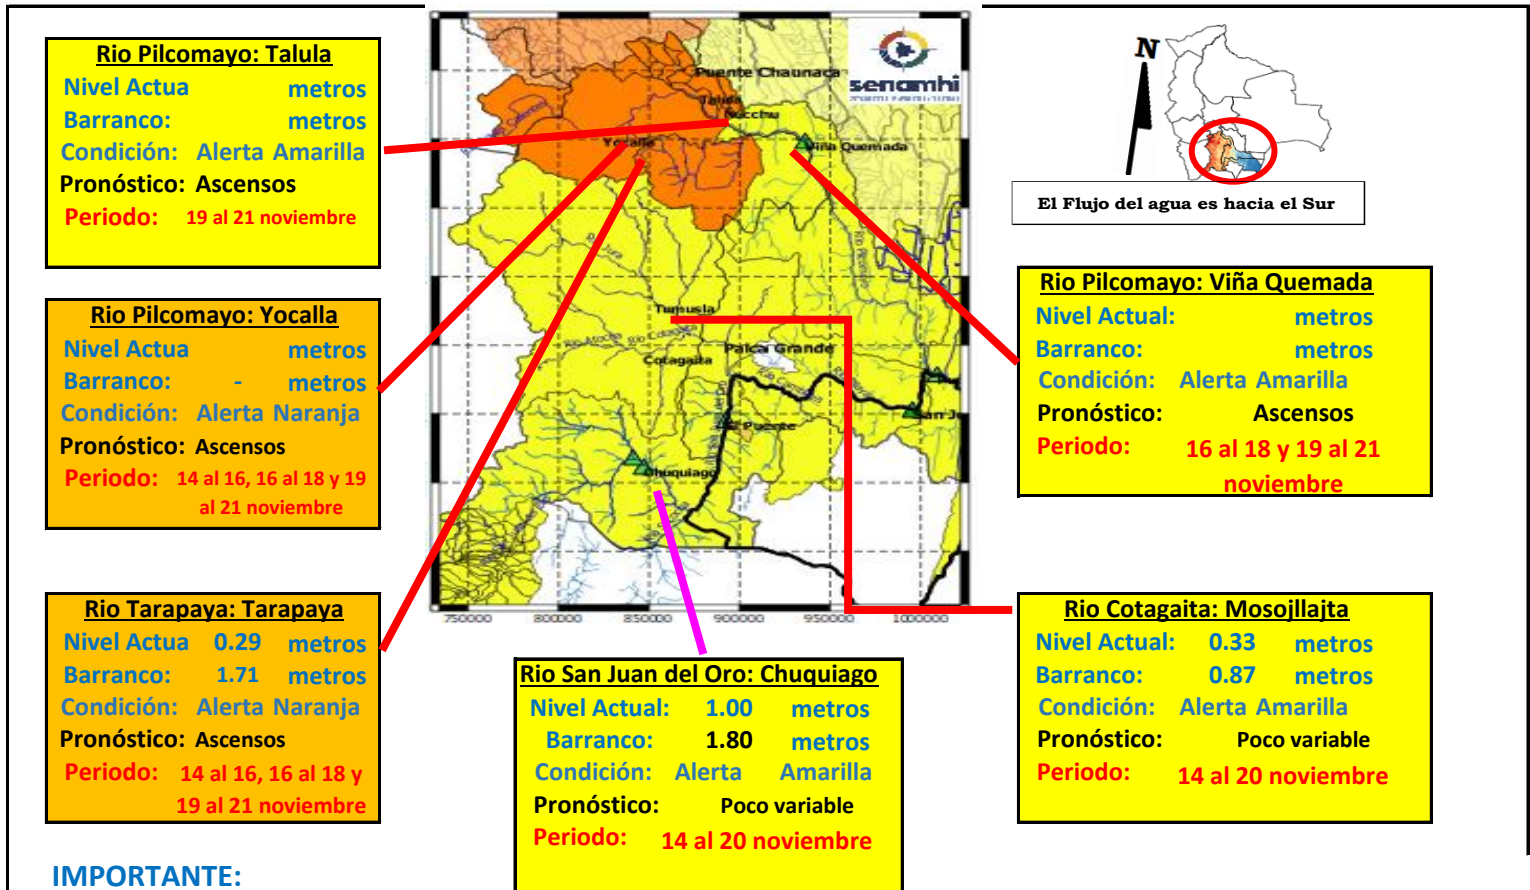 Rio Pilcomayo: Talula
Nivel Actua metros
Barranco: metros
Condición: Alerta Amarilla
Pronóstico: Ascensos
Periodo: 19 al 21 noviembre
Rio Pilcomayo: Yocalla
Nivel Actua metros
Barranco: - metros
Condición: Alerta Naranja
Pronóstico: Ascensos
Periodo: 14 al 16, 16 al 18 y 19
al 21 noviembre
Rio Tarapaya: Tarapaya
Nivel Actua 0.29 metros
Barranco: 1.71 metros
Condición: Alerta Naranja
Pronóstico: Ascensos
Periodo: 14 al 16, 16 al 18 y
19 al 21 noviembre
IMPORTANTE:
senamhi
Puente Chaunaca
Talula
Nucchu
Yocalla
Viña Quemada
Tumusla
Cotagaita
Palca Grande
El Puente
San Jo
Chuquiago
750000 800000 850000 900000 950000 1000000
Rio San Juan del Oro: Chuquiago
Nivel Actual: 1.00 metros
Barranco: 1.80 metros
Condición: Alerta Amarilla
Pronóstico: Poco variable
Periodo: 14 al 20 noviembre
N
El Flujo del agua es hacia el Sur
Rio Pilcomayo: Viña Quemada
Nivel Actual: metros
Barranco: metros
Condición: Alerta Amarilla
Pronóstico: Ascensos
Periodo: 16 al 18 y 19 al 21
noviembre
Rio Cotagaita: Mosojllajta
Nivel Actual: 0.33 metros
Barranco: 0.87 metros
Condición: Alerta Amarilla
Pronóstico: Poco variable
Periodo: 14 al 20 noviembre